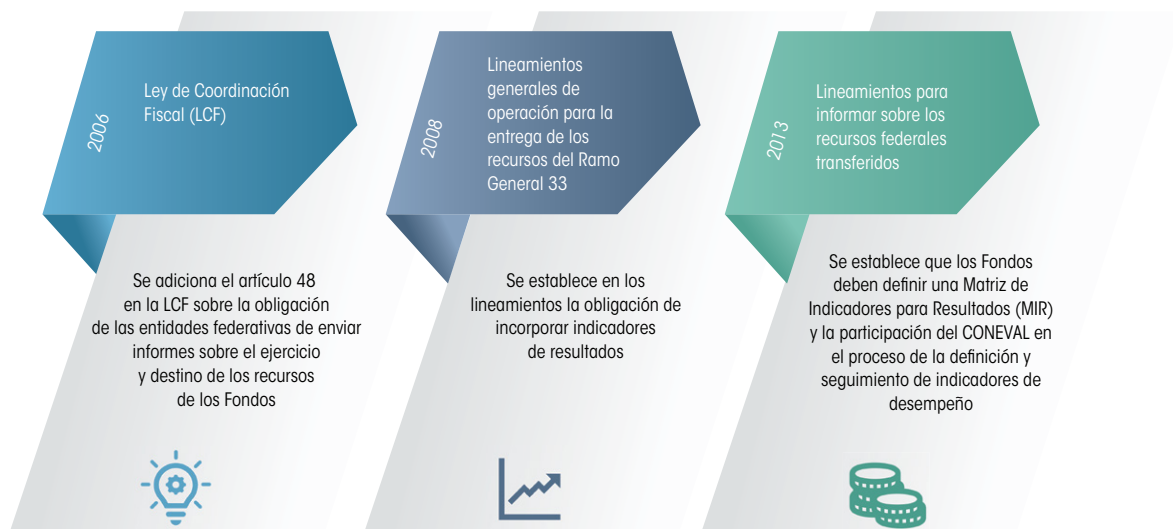 2006
Ley de Coordinación
Fiscal (LCF)
Se adiciona el artículo 48
en la LCF sobre la obligación
de las entidades federativas de enviar
informes sobre el ejercicio
y destino de los recursos
de los Fondos
2008
Lineamientos
generales de
operación para la
entrega de los
recursos del Ramo
General 33
Se establece en los
lineamientos la obligación de
incorporar indicadores
de resultados
2013
Lineamientos para
informar sobre los
recursos federales
transferidos
Se establece que los Fondos
deben definir una Matriz de
Indicadores para Resultados (MIR)
y la participación del CONEVAL en
el proceso de la definición y
seguimiento de indicadores de
desempeño